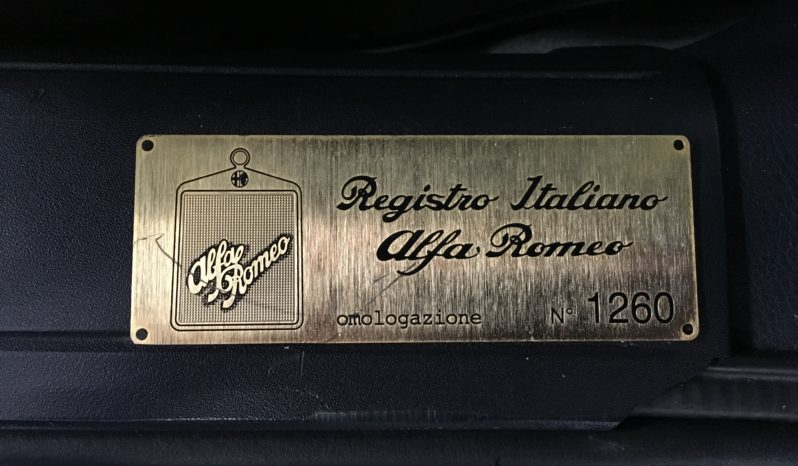 Alfa
Romeo
Registro Italiano
Alfa Romeo
omologazione N° 1260